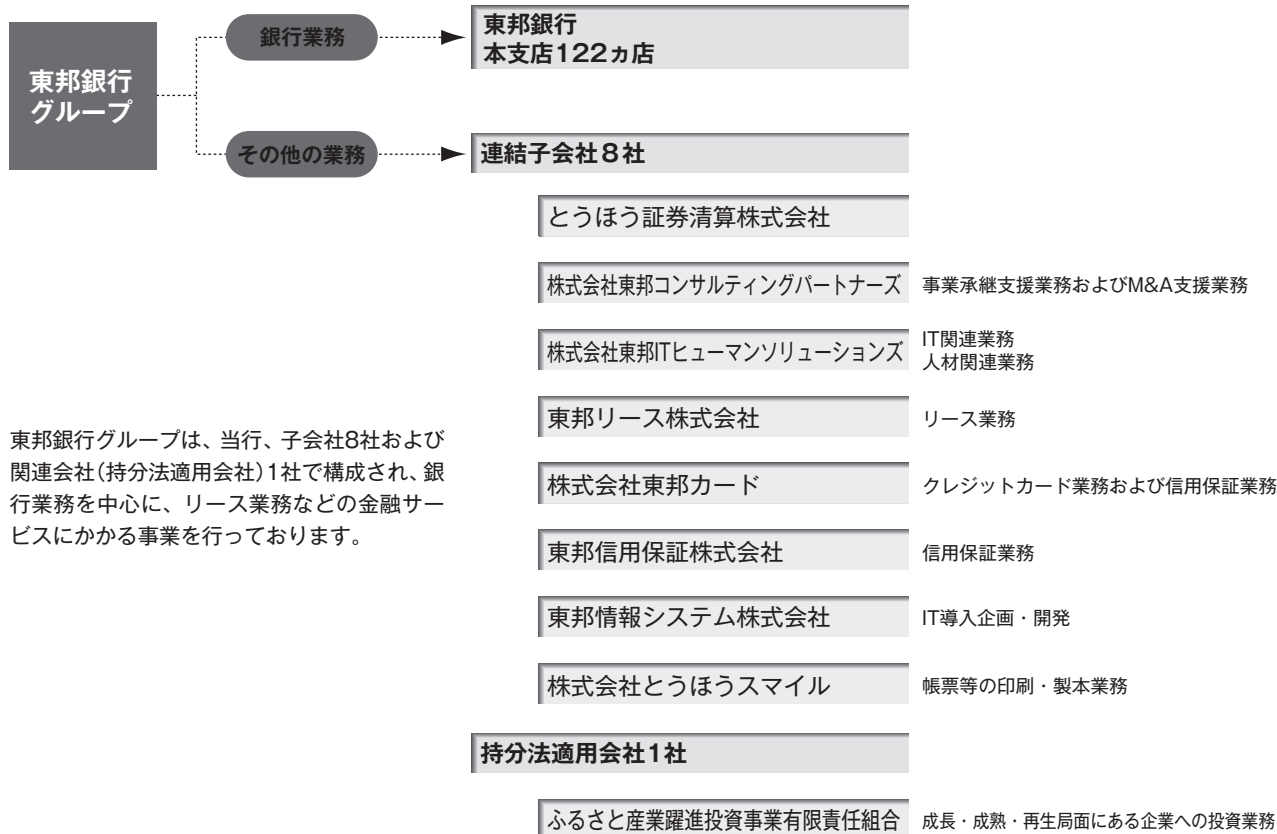 東邦銀行
グループ
銀行業務
東邦銀行
本支店122ヵ店
その他の業務
連結子会社8社
とうほう証券清算株式会社
株式会社東邦コンサルティングパートナーズ
事業承継支援業務およびM&A支援業務
株式会社東邦ITヒューマンソリューションズ
IT関連業務
人材関連業務
東邦リース株式会社
リース業務
株式会社東邦カード
クレジットカード業務および信用保証業務
東邦信用保証株式会社
信用保証業務
東邦情報システム株式会社
IT導入企画・開発
株式会社とうほうスマイル
帳票等の印刷・製本業務
持分法適用会社1社
ふるさと産業躍進投資事業有限責任組合
成長・成熟・再生局面にある企業への投資業務
東邦銀行グループは、当行、子会社8社および
関連会社(持分法適用会社)1社で構成され、銀
行業務を中心に、リース業務などの金融サー
ビスにかかる事業を行っております。